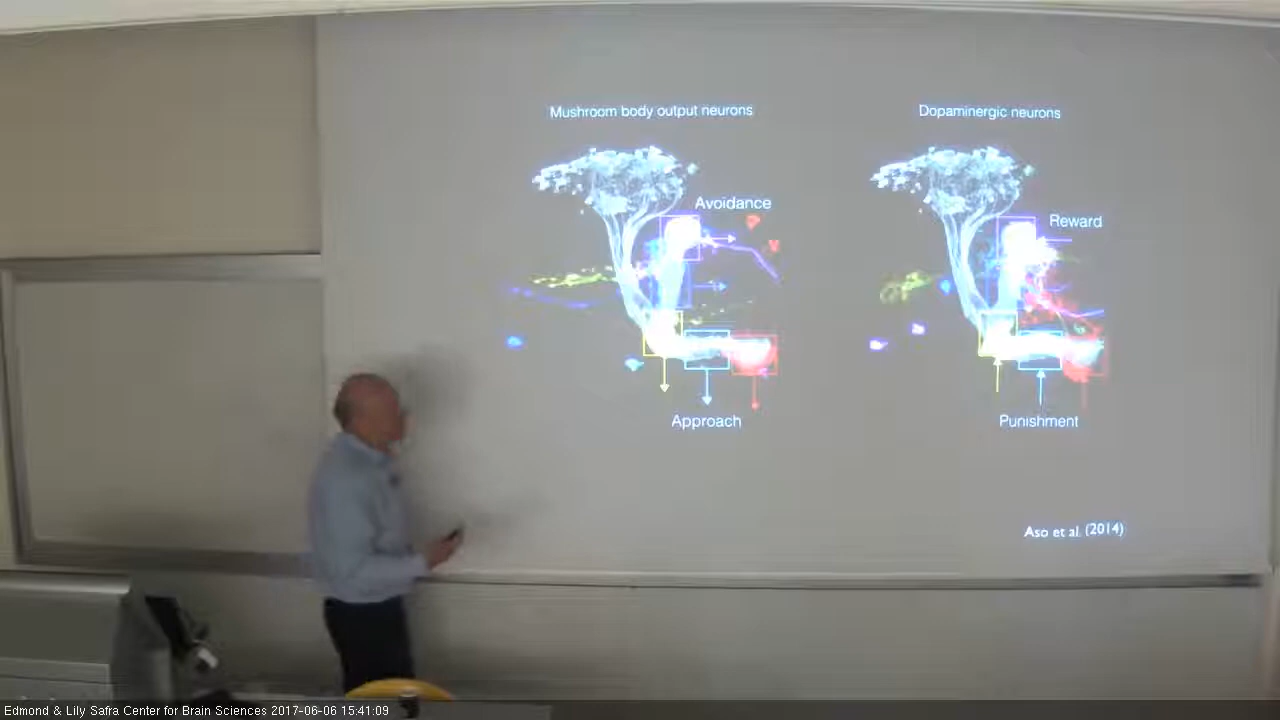 Mushroom body output neurons
Dopaminergic neurons
Avoidance
Reward
Approach
Punishment
Aso et al. (2014)
Edmond & Lily Safra Center for Brain Sciences 2017-06-06 15:41:09